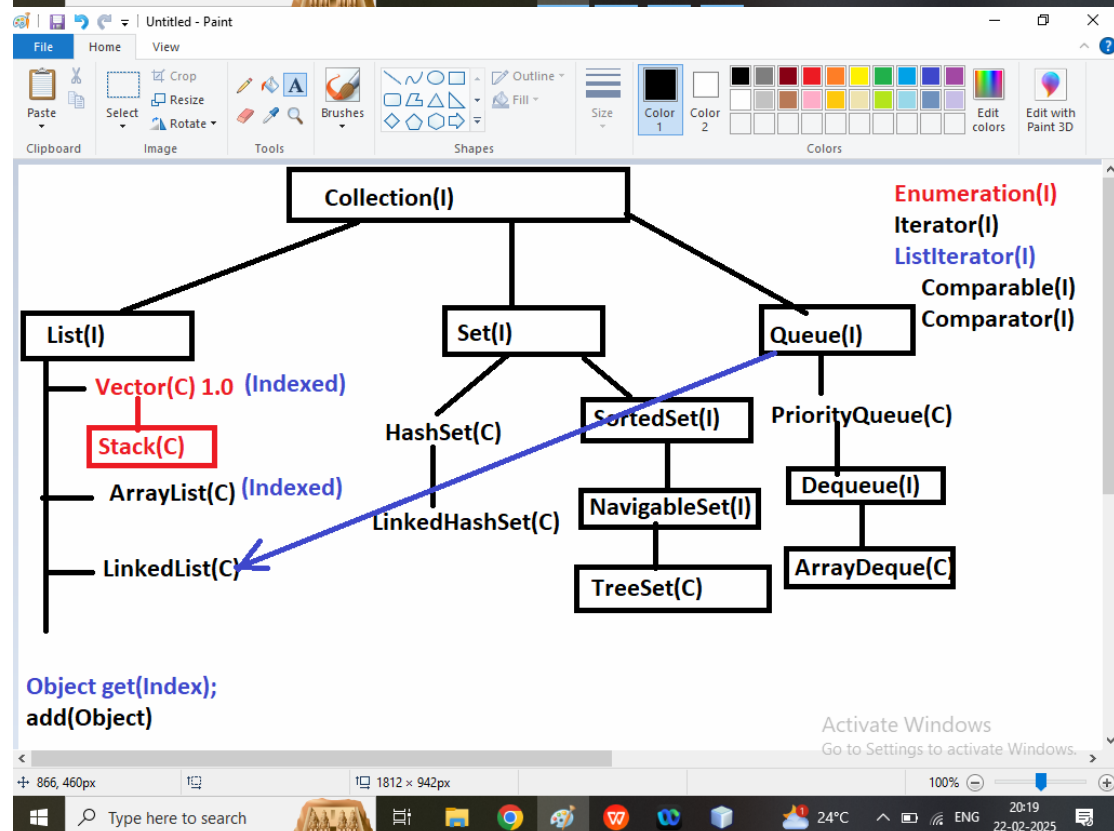 Untitled - Paint
File Home View
Paste
Select
Crop
Resize
Rotate
Brushes
Outline
Fill
Size
Color 1
Color 2
Edit colors
Edit with Paint 3D
Clipboard
Image
Tools
Shapes
Colors
Collection(I)
Enumeration(I)
Iterator(I)
ListIterator(I)
Comparable(I)
Comparator(I)
List(I)
Set(I)
Queue(I)
Vector(C) 1.0 (Indexed)
Stack(C)
ArrayList(C) (Indexed)
LinkedList(C)
HashSet(C)
LinkedHashSet(C)
SortedSet(I)
NavigableSet(I)
TreeSet(C)
PriorityQueue(C)
Dequeue(I)
ArrayDeque(C)
Object get(Index);
add(Object)
Activate Windows
Go to Settings to activate Windows.
866, 460px
1812 × 942px
100%
Type here to search
1
24°C
ENG
20:19
22-02-2025